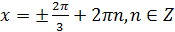 x = ± 2π/3 + 2πn, n ∈ Z